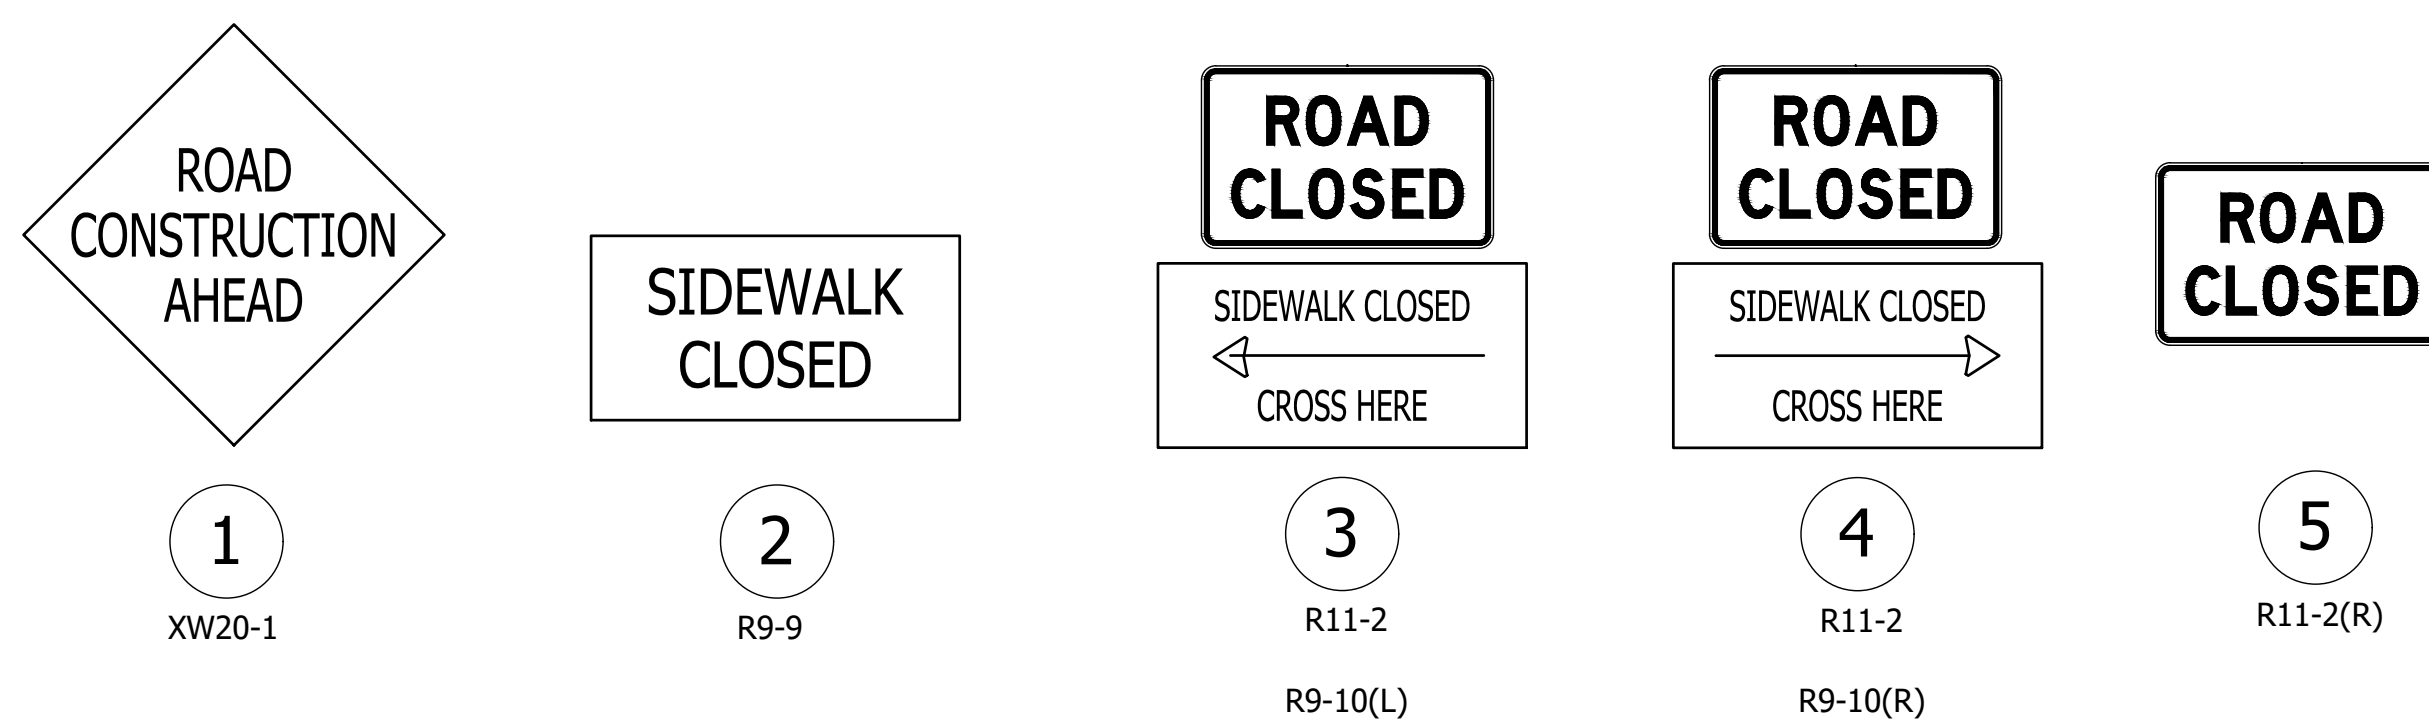 ROAD
CONSTRUCTION
AHEAD
1
XW20-1
SIDEWALK
CLOSED
2
R9-9
ROAD
CLOSED
SIDEWALK CLOSED
CROSS HERE
3
R11-2
R9-10(L)
ROAD
CLOSED
SIDEWALK CLOSED
CROSS HERE
4
R11-2
R9-10(R)
ROAD
CLOSED
5
R11-2(R)